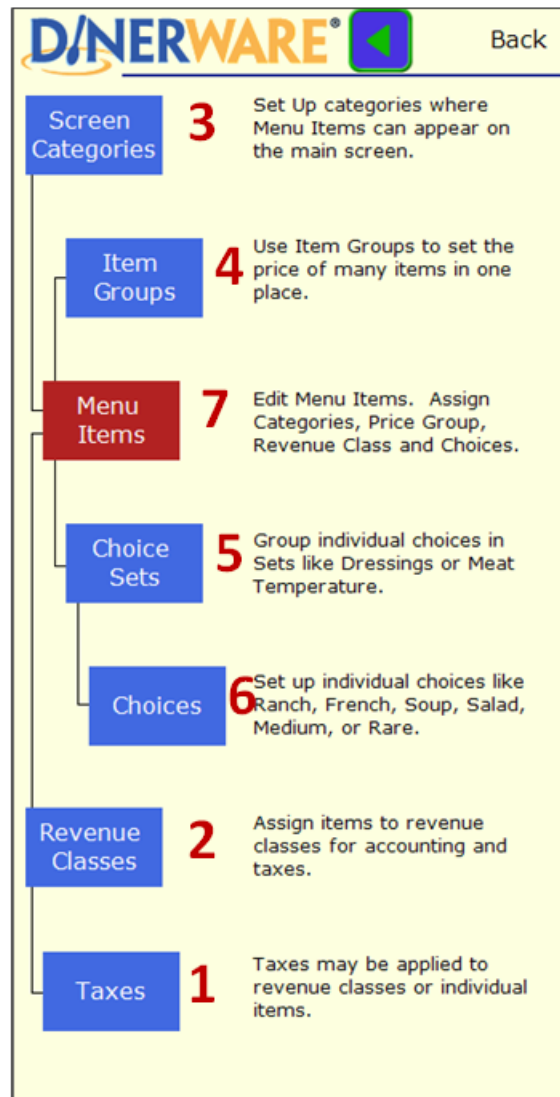 DINERWARE®
Back
Screen
Categories
3
Set Up categories where
Menu Items can appear on
the main screen.
Item
Groups
4
Use Item Groups to set the
price of many items in one
place.
Menu
Items
7
Edit Menu Items.  Assign
Categories, Price Group,
Revenue Class and Choices.
Choice
Sets
5
Group individual choices in
Sets like Dressings or Meat
Temperature.
Choices
6
Set up individual choices like
Ranch, French, Soup, Salad,
Medium, or Rare.
Revenue
Classes
2
Assign items to revenue
classes for accounting and
taxes.
Taxes
1
Taxes may be applied to
revenue classes or individual
items.